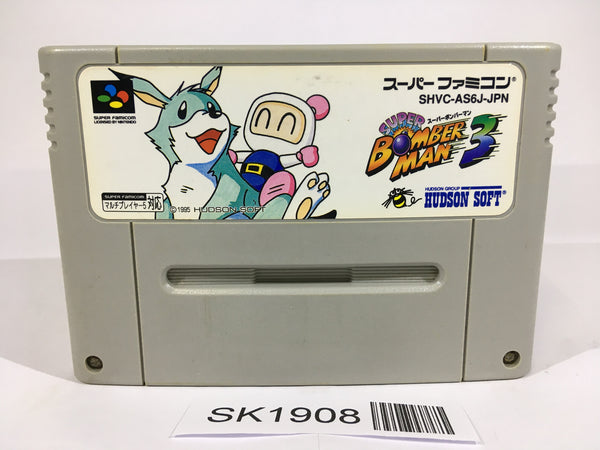 SUPER FAMICOM
LICENSED BY NINTENDO
スーパーファミコン®
SHVC-AS6J-JPN
SUPER
スーパーボンバーマン
BOMBER
MAN 3
HUDSON GROUP
HUDSON SOFT®
SUPER FAMICOM
マルチプレイヤー5 対応
©1995 HUDSON SOFT
SK1908